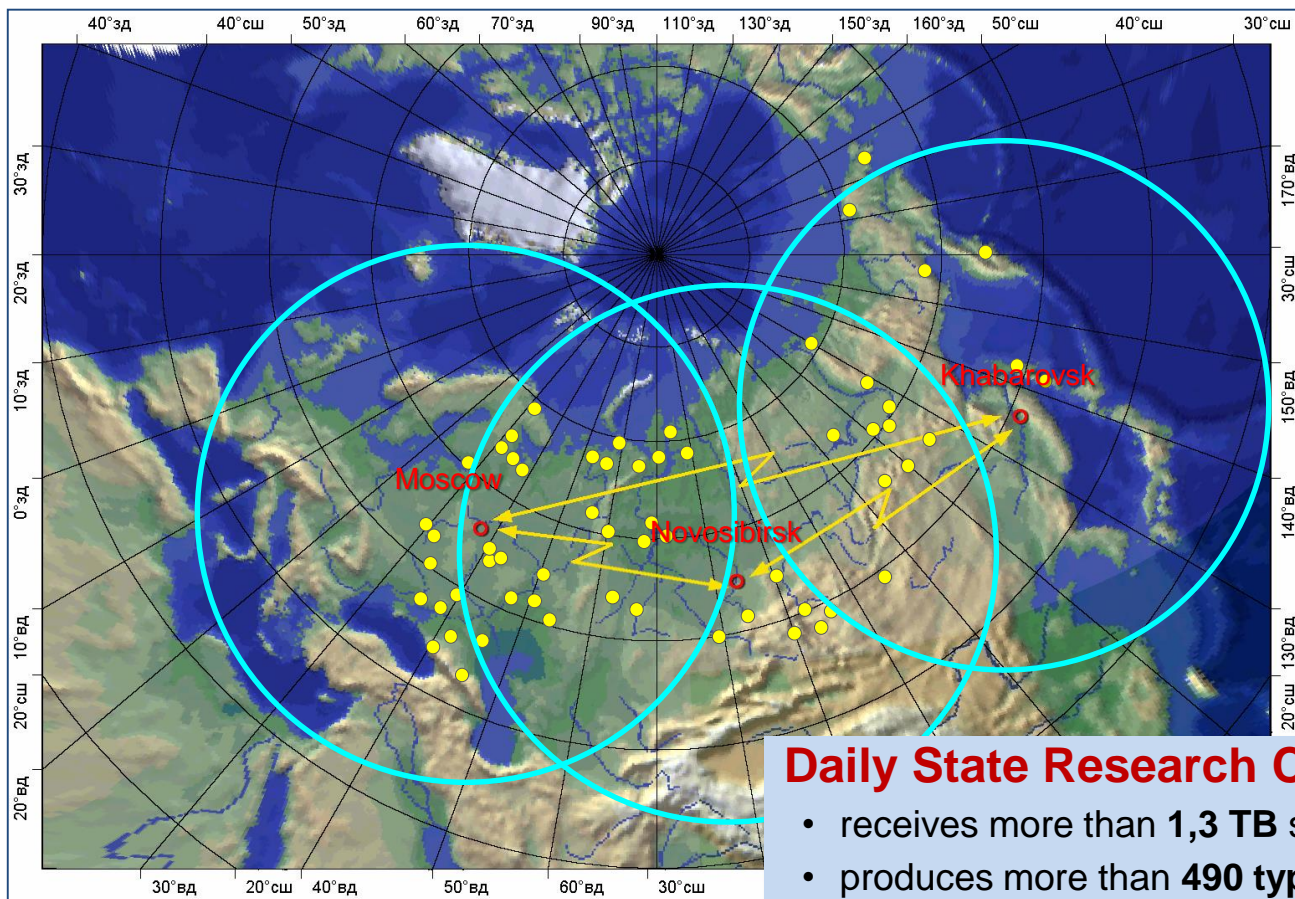 40°зд 40°сш 50°зд 60°зд 70°зд 90°зд 110°зд 130°зд 150°зд 160°зд 50°сш 40°сш 30°сш
30°зд
20°зд
10°зд
0°зд
10°вд
20°сш
20°вд
170°вд
30°сш
150°вд
140°вд
130°вд
20°сш
Khabarovsk
Moscow
Novosibirsk
30°вд 20°сш 40°вд 50°вд 60°вд 30°сш
Daily State Research
• receives more than 1,3 TB
• produces more than 490